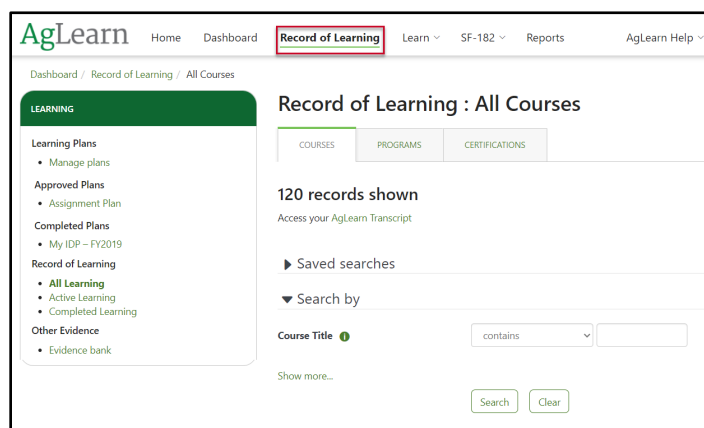 AgLearn Home Dashboard Record of Learning Learn SF-182 Reports AgLearn Help
Dashboard / Record of Learning / All Courses
LEARNING
Learning Plans
• Manage plans
Approved Plans
• Assignment Plan
Completed Plans
• My IDP – FY2019
Record of Learning
• All Learning
• Active Learning
• Completed Learning
Other Evidence
• Evidence bank
Record of Learning : All Courses
COURSES PROGRAMS CERTIFICATIONS
120 records shown
Access your AgLearn Transcript
Saved searches
Search by
Course Title contains
Show more...
Search Clear